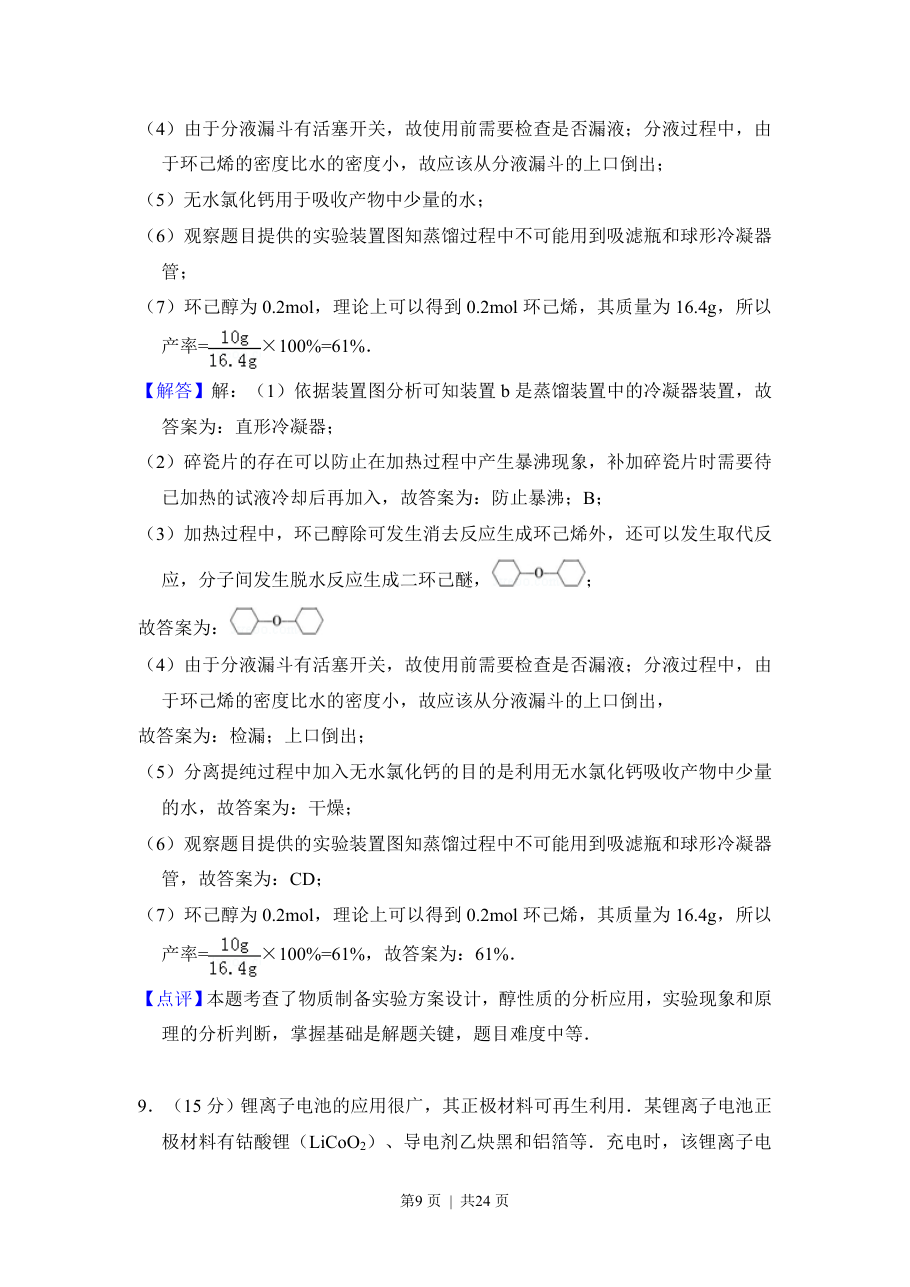 （4）由于分液漏斗有活塞开关，故使用前需要检查是否漏液；分液过程中，由
于环己烯的密度比水的密度小，故应该从分液漏斗的上口倒出；
（5）无水氯化钙用于吸收产物中少量的水；
（6）观察题目提供的实验装置图知蒸馏过程中不可能用到吸滤瓶和球形冷凝器
管；
（7）环己醇为 0.2mol，理论上可以得到 0.2mol 环己烯，其质量为 16.4g，所以
产率=10g/16.4g×100%=61%．
【解答】解：（1）依据装置图分析可知装置 b 是蒸馏装置中的冷凝器装置，故
答案为：直形冷凝器；
（2）碎瓷片的存在可以防止在加热过程中产生暴沸现象，补加碎瓷片时需要待
已加热的试液冷却后再加入，故答案为：防止暴沸；B；
（3）加热过程中，环己醇除可发生消去反应生成环己烯外，还可以发生取代反
应，分子间发生脱水反应生成二环己醚，O；
故答案为：O
（4）由于分液漏斗有活塞开关，故使用前需要检查是否漏液；分液过程中，由
于环己烯的密度比水的密度小，故应该从分液漏斗的上口倒出，
故答案为：检漏；上口倒出；
（5）分离提纯过程中加入无水氯化钙的目的是利用无水氯化钙吸收产物中少量
的水，故答案为：干燥；
（6）观察题目提供的实验装置图知蒸馏过程中不可能用到吸滤瓶和球形冷凝器
管，故答案为：CD；
（7）环己醇为 0.2mol，理论上可以得到 0.2mol 环己烯，其质量为 16.4g，所以
产率=10g/16.4g×100%=61%，故答案为：61%．
【点评】本题考查了物质制备实验方案设计，醇性质的分析应用，实验现象和原
理的分析判断，掌握基础是解题关键，题目难度中等．
9．（15 分）锂离子电池的应用很广，其正极材料可再生利用．某锂离子电池正
极材料有钴酸锂（LiCoO₂）、导电剂乙炔黑和铝箔等．充电时，该锂离子电
第9页 | 共24页